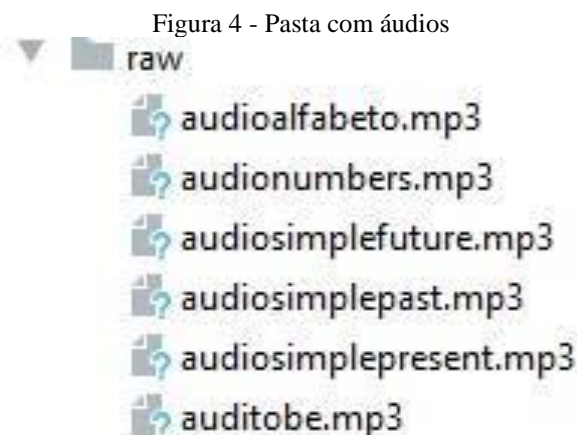 Figura 4 - Pasta com áudios
raw
audioalfabeto.mp3
audionumbers.mp3
audiosimplefuture.mp3
audiosimplepast.mp3
audiosimplepresent.mp3
auditobe.mp3